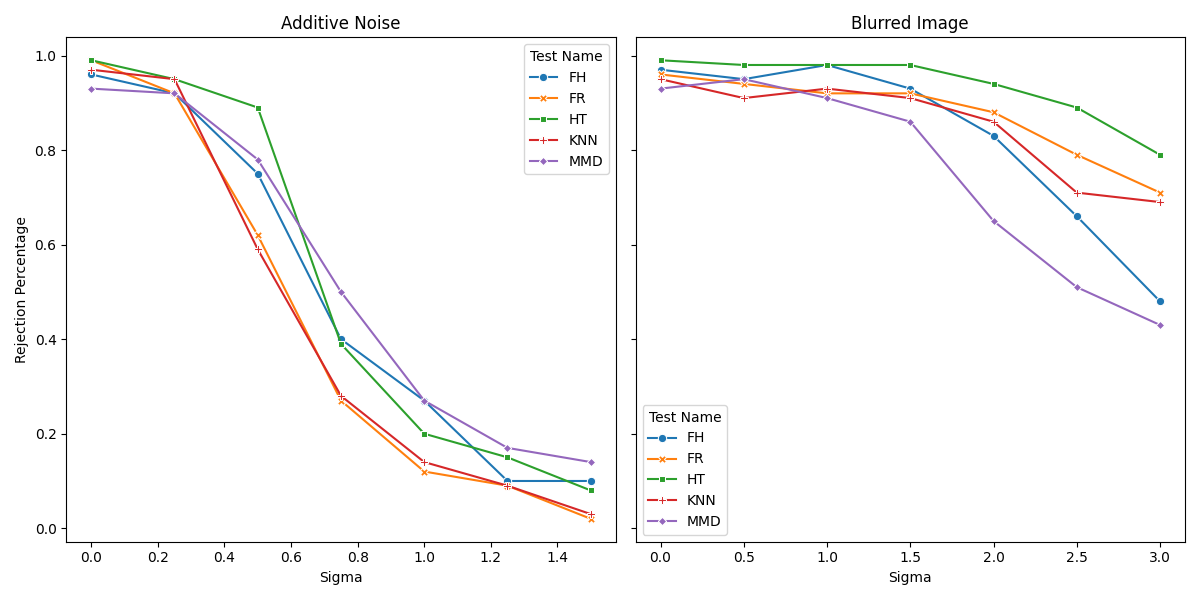 Additive Noise
Rejection Percentage
1.0
0.8
0.6
0.4
0.2
0.0
Test Name
FH
FR
HT
KNN
MMD
0.0 0.2 0.4 0.6 0.8 1.0 1.2 1.4
Sigma
Blurred Image
Test Name
FH
FR
HT
KNN
MMD
0.0 0.5 1.0 1.5 2.0 2.5 3.0
Sigma